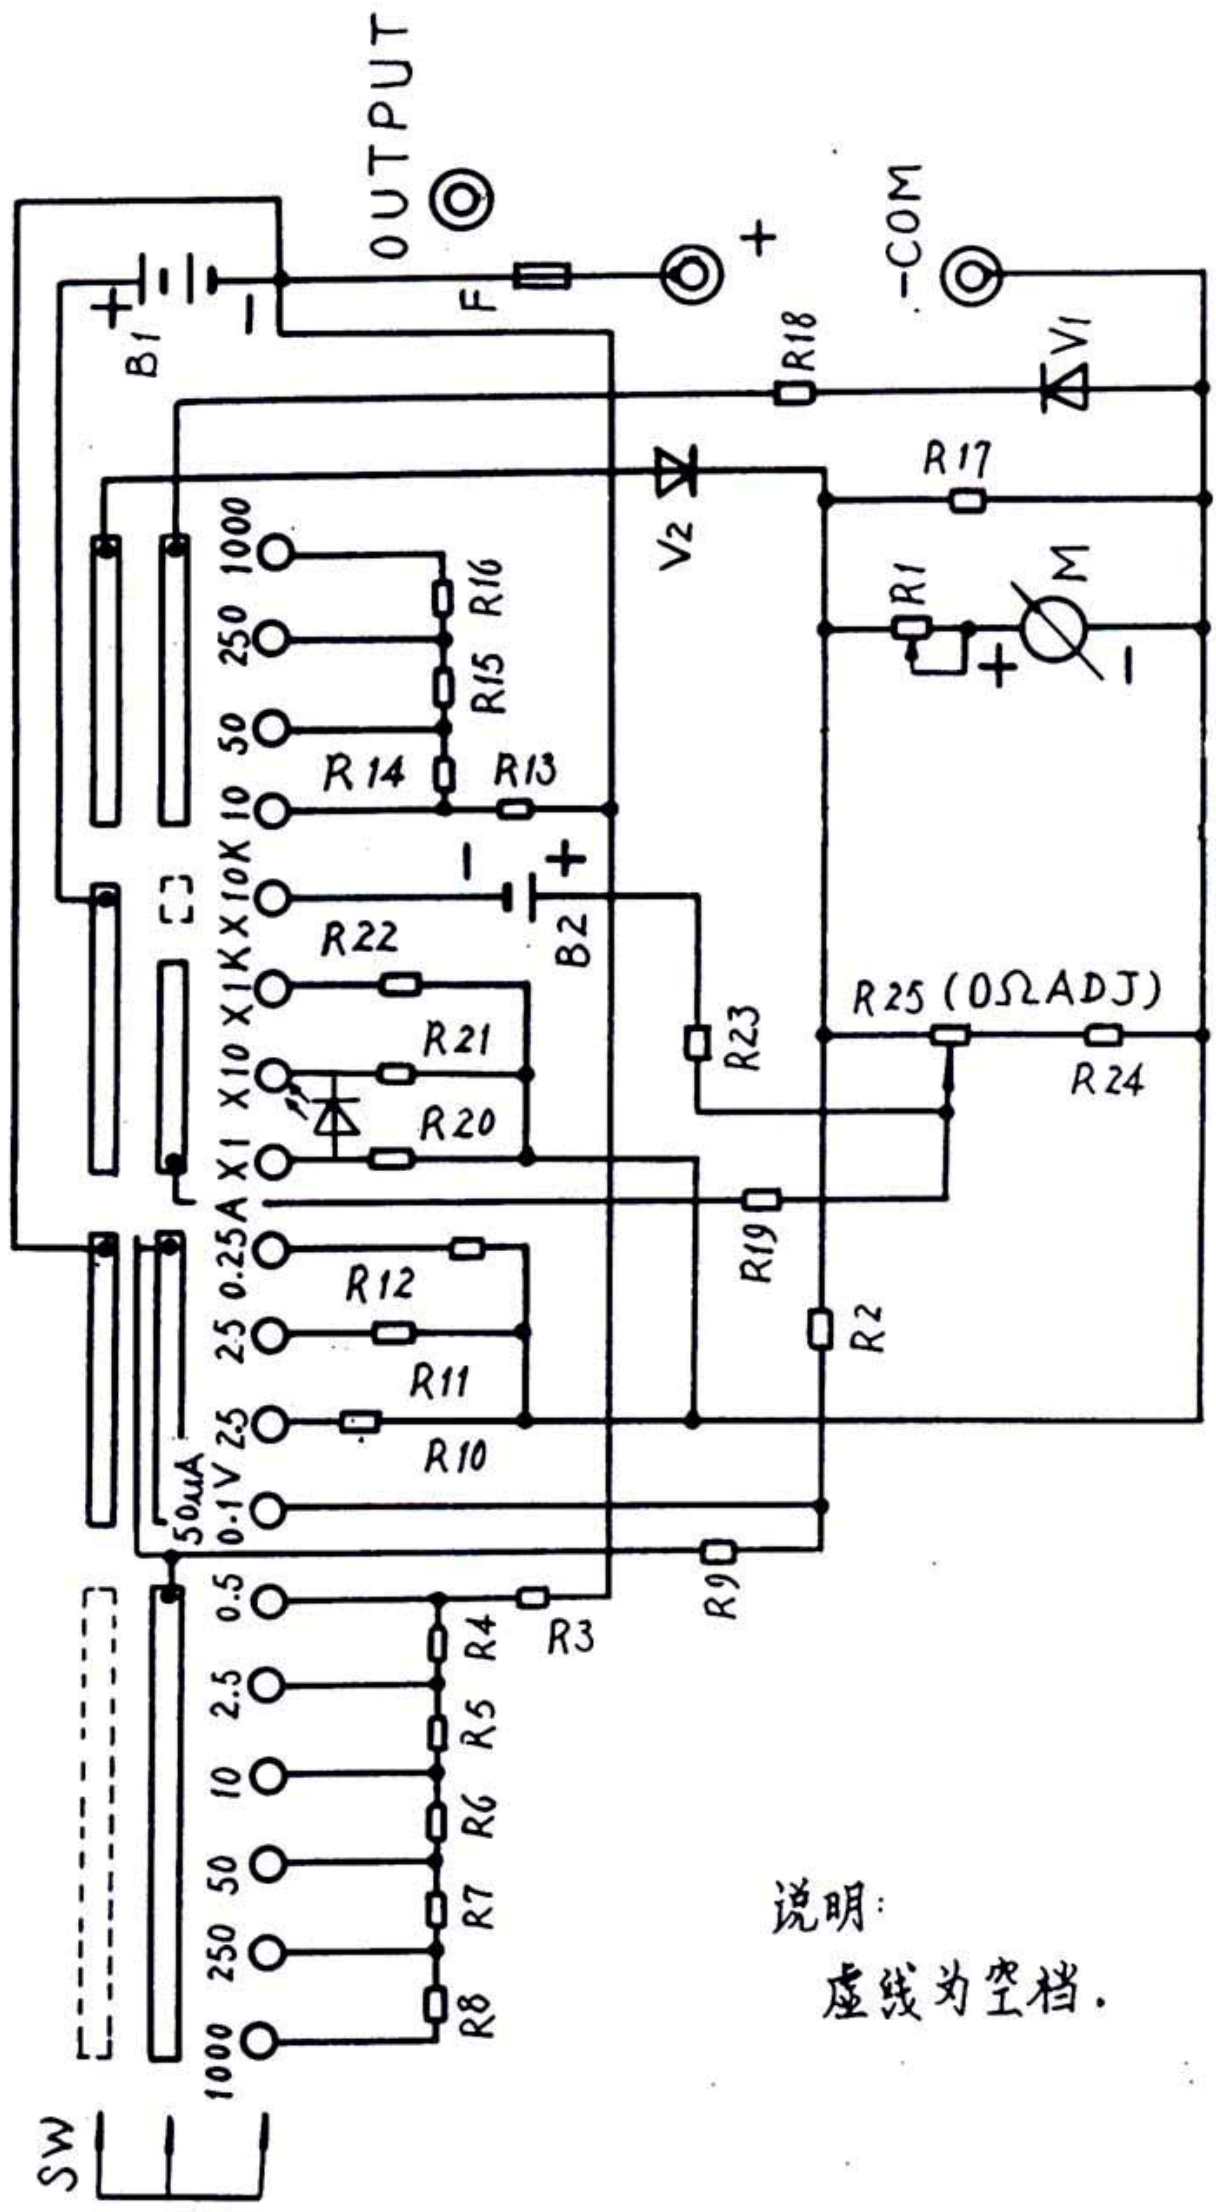 OUTPUT
+
B1
−
F
+
-COM
R18
V1
R17
V2
R1
M
+
−
1000
250
50
10
R16
R15
R14
R13
X10K
X1K
X10
X1
−
+
B2
R22
R21
R20
R23
R25 (0ΩADJ)
R24
A
R19
0.25
25
2.5
R12
R11
R10
R2
50uA
0.1V
R9
0.5
2.5
10
50
250
1000
R3
R4
R5
R6
R7
R8
SW
说明:
虚线为空档.